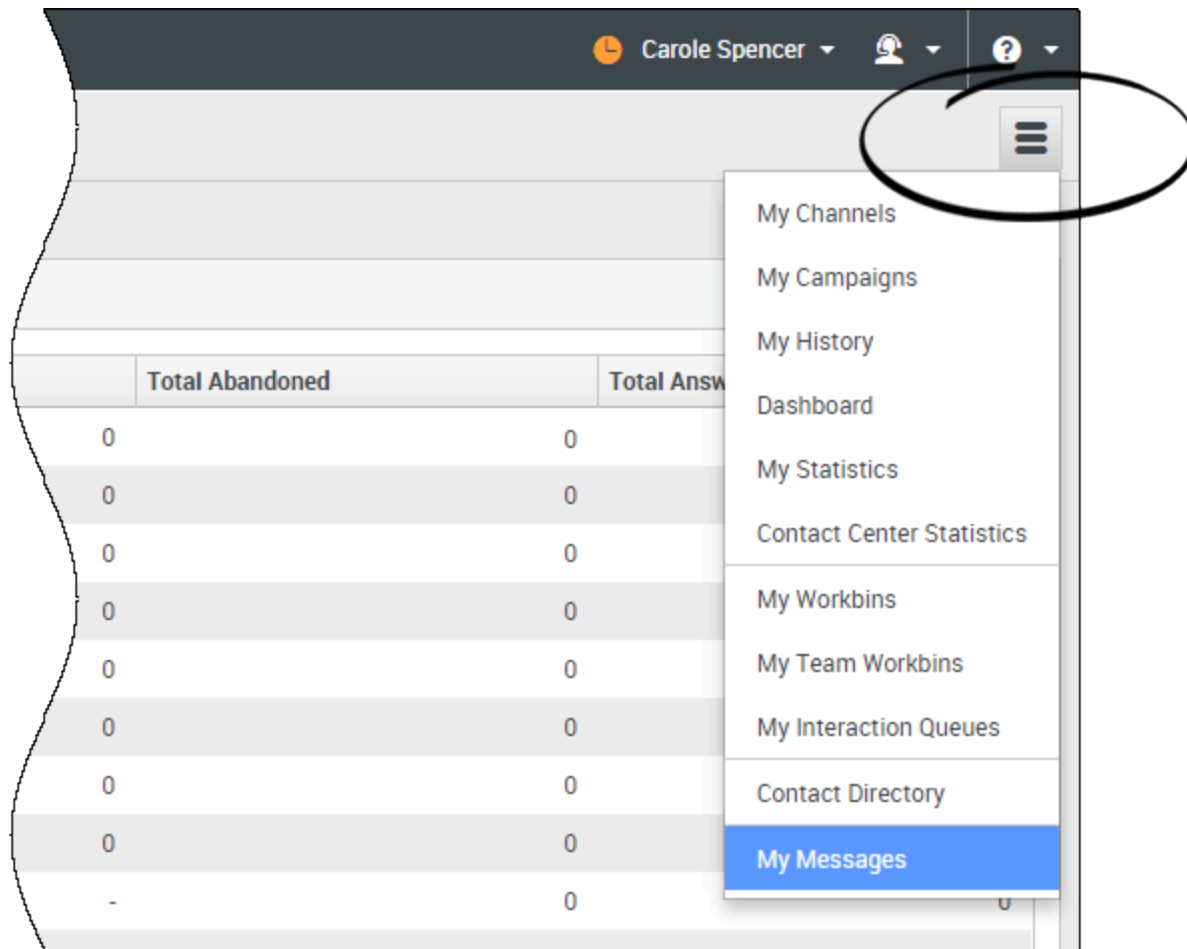 Carole Spencer
?
My Channels
My Campaigns
My History
Total Abandoned Total Answ
Dashboard
0 0
My Statistics
0 0
Contact Center Statistics
0 0
My Workbins
0 0
My Team Workbins
0 0
My Interaction Queues
0 0
Contact Directory
0 0
My Messages
0 0
- 0 0